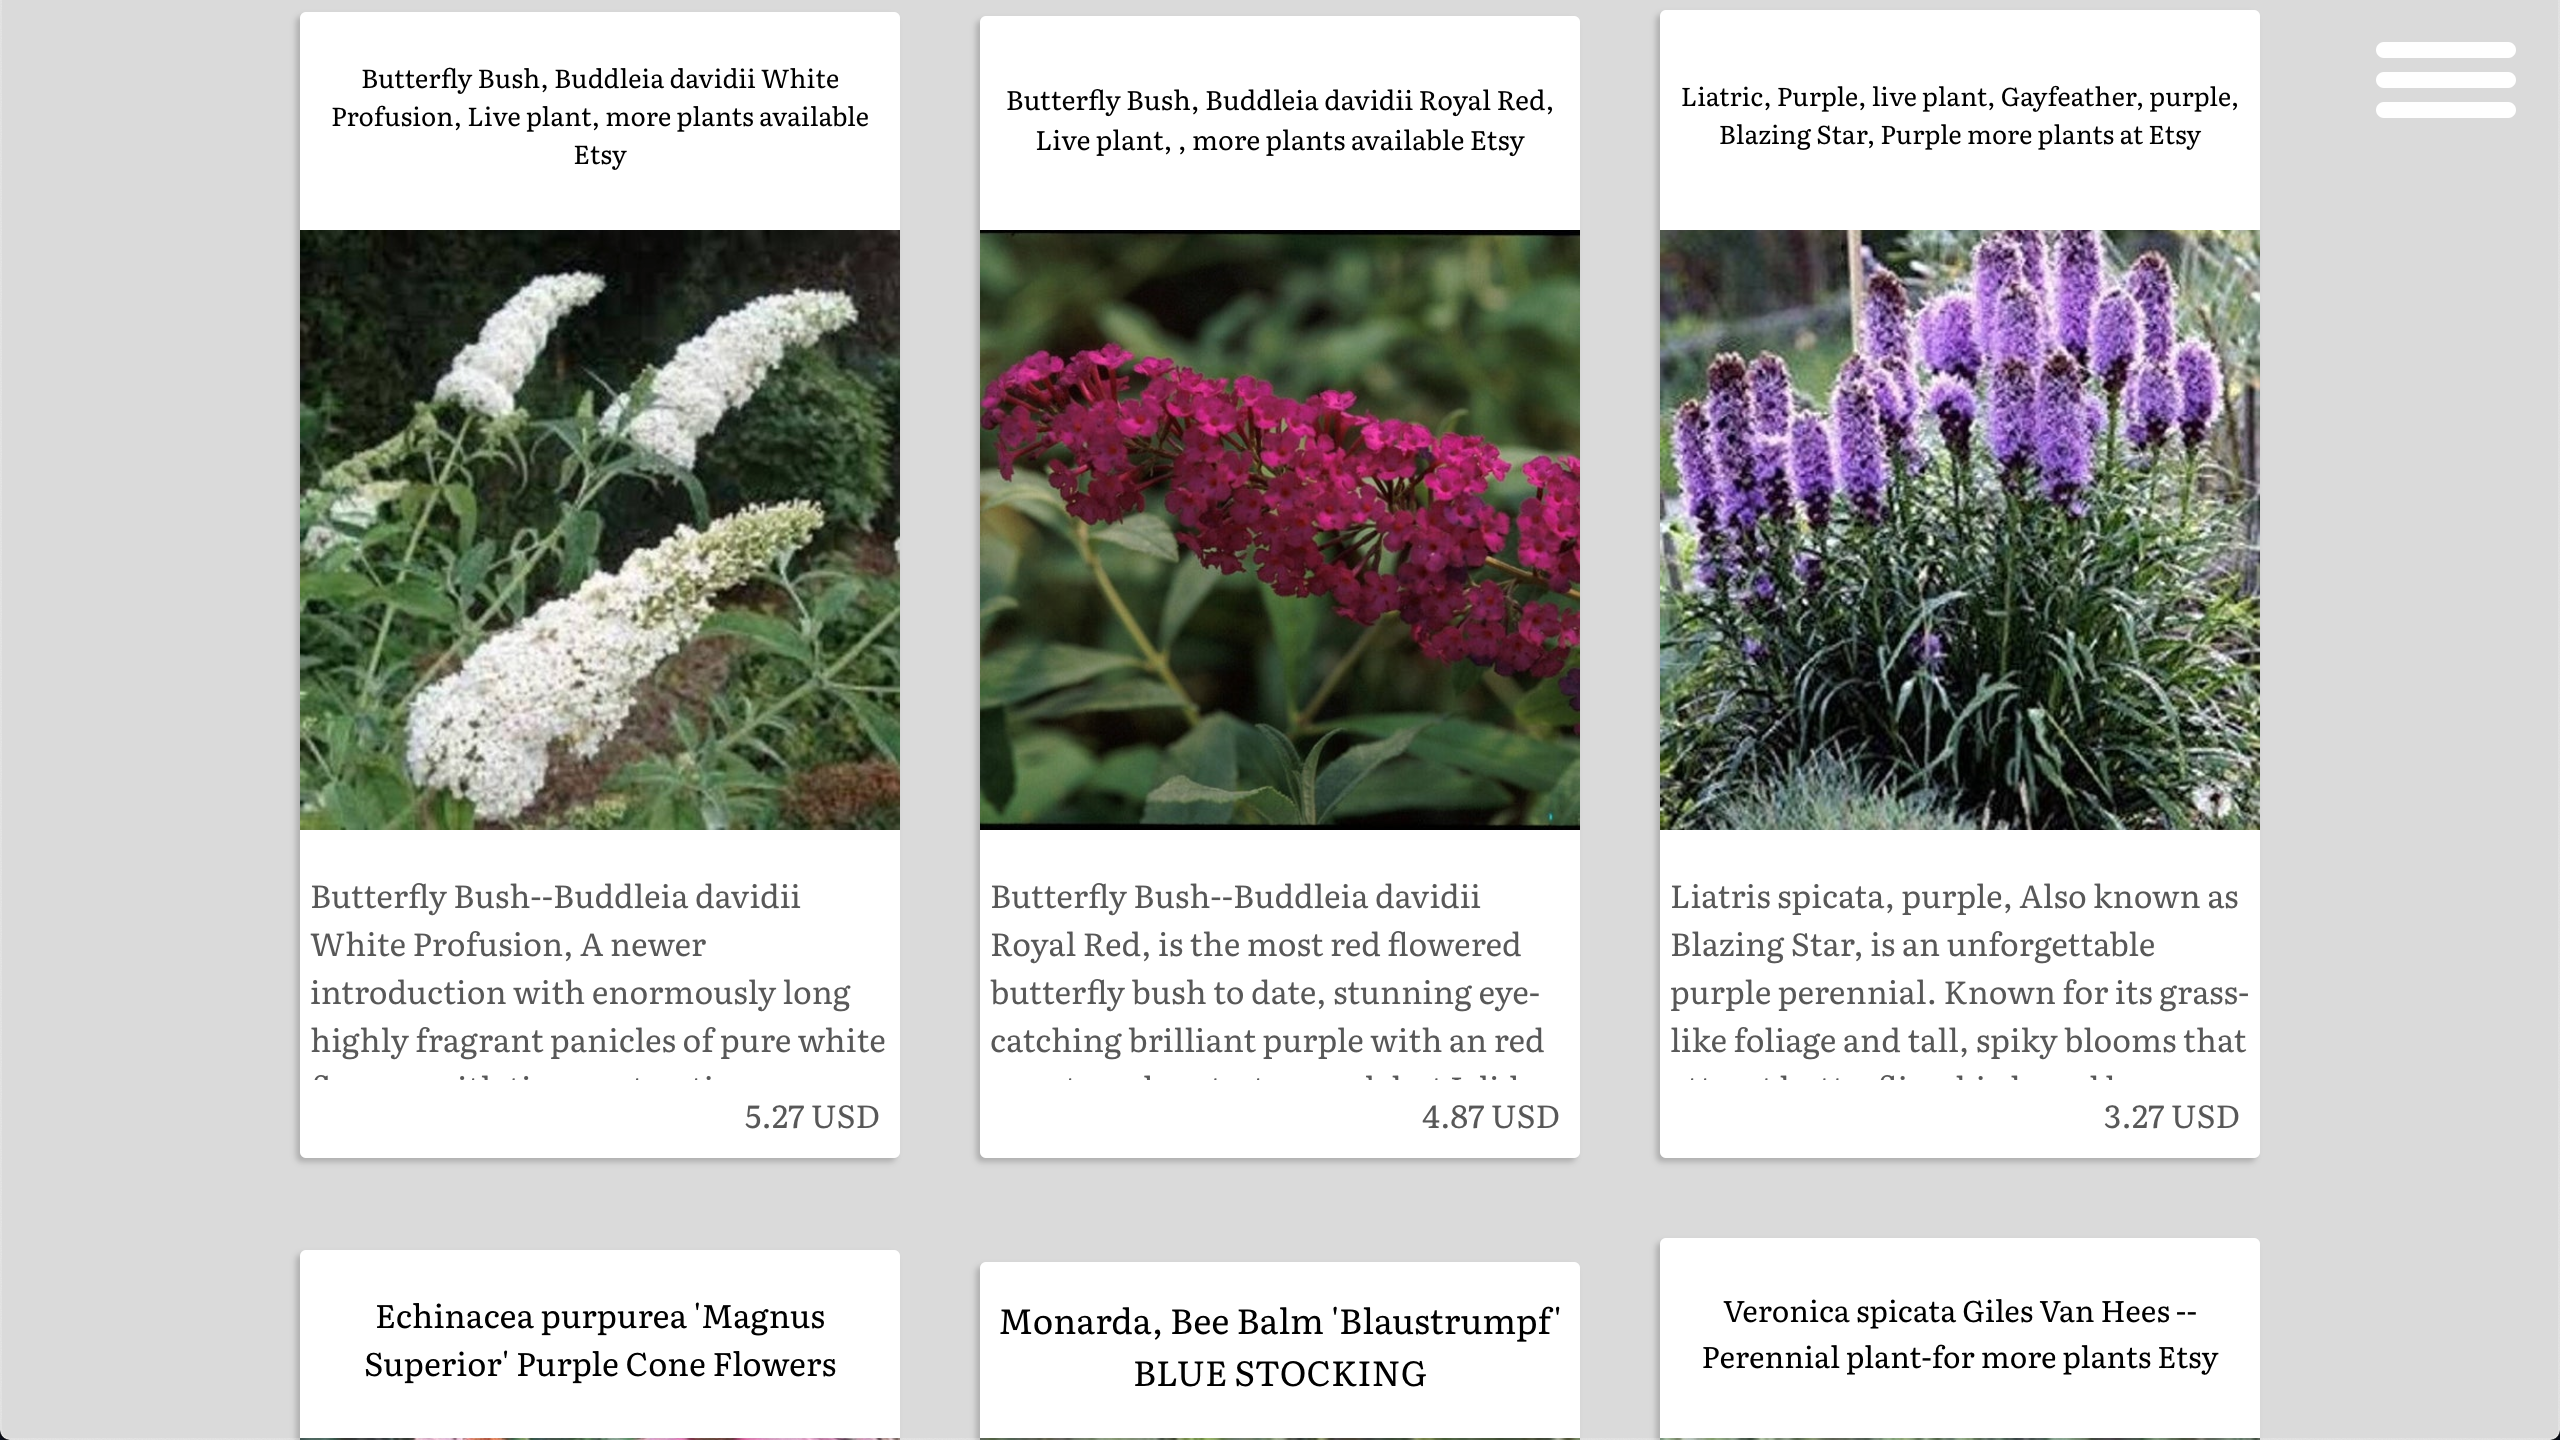 Butterfly Bush, Buddleia davidii White
Profusion, Live plant, more plants available
Etsy
Butterfly Bush--Buddleia davidii
White Profusion, A newer
introduction with enormously long
highly fragrant panicles of pure white
5.27 USD
Butterfly Bush, Buddleia davidii Royal Red,
Live plant, , more plants available Etsy
Butterfly Bush--Buddleia davidii
Royal Red, is the most red flowered
butterfly bush to date, stunning eye-
catching brilliant purple with an red
4.87 USD
Liatric, Purple, live plant, Gayfeather, purple,
Blazing Star, Purple more plants at Etsy
Liatris spicata, purple, Also known as
Blazing Star, is an unforgettable
purple perennial. Known for its grass-
like foliage and tall, spiky blooms that
3.27 USD
Echinacea purpurea 'Magnus
Superior' Purple Cone Flowers
Monarda, Bee Balm 'Blaustrumpf'
BLUE STOCKING
Veronica spicata Giles Van Hees --
Perennial plant-for more plants Etsy